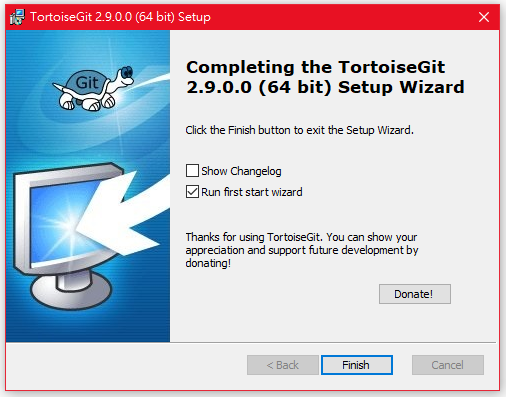 TortoiseGit 2.9.0.0 (64 bit) Setup
Git
Completing the TortoiseGit
2.9.0.0 (64 bit) Setup Wizard
Click the Finish button to exit the Setup Wizard.
Show Changelog
Run first start wizard
Thanks for using TortoiseGit. You can show your
appreciation and support future development by
donating!
Donate!
< Back
Finish
Cancel